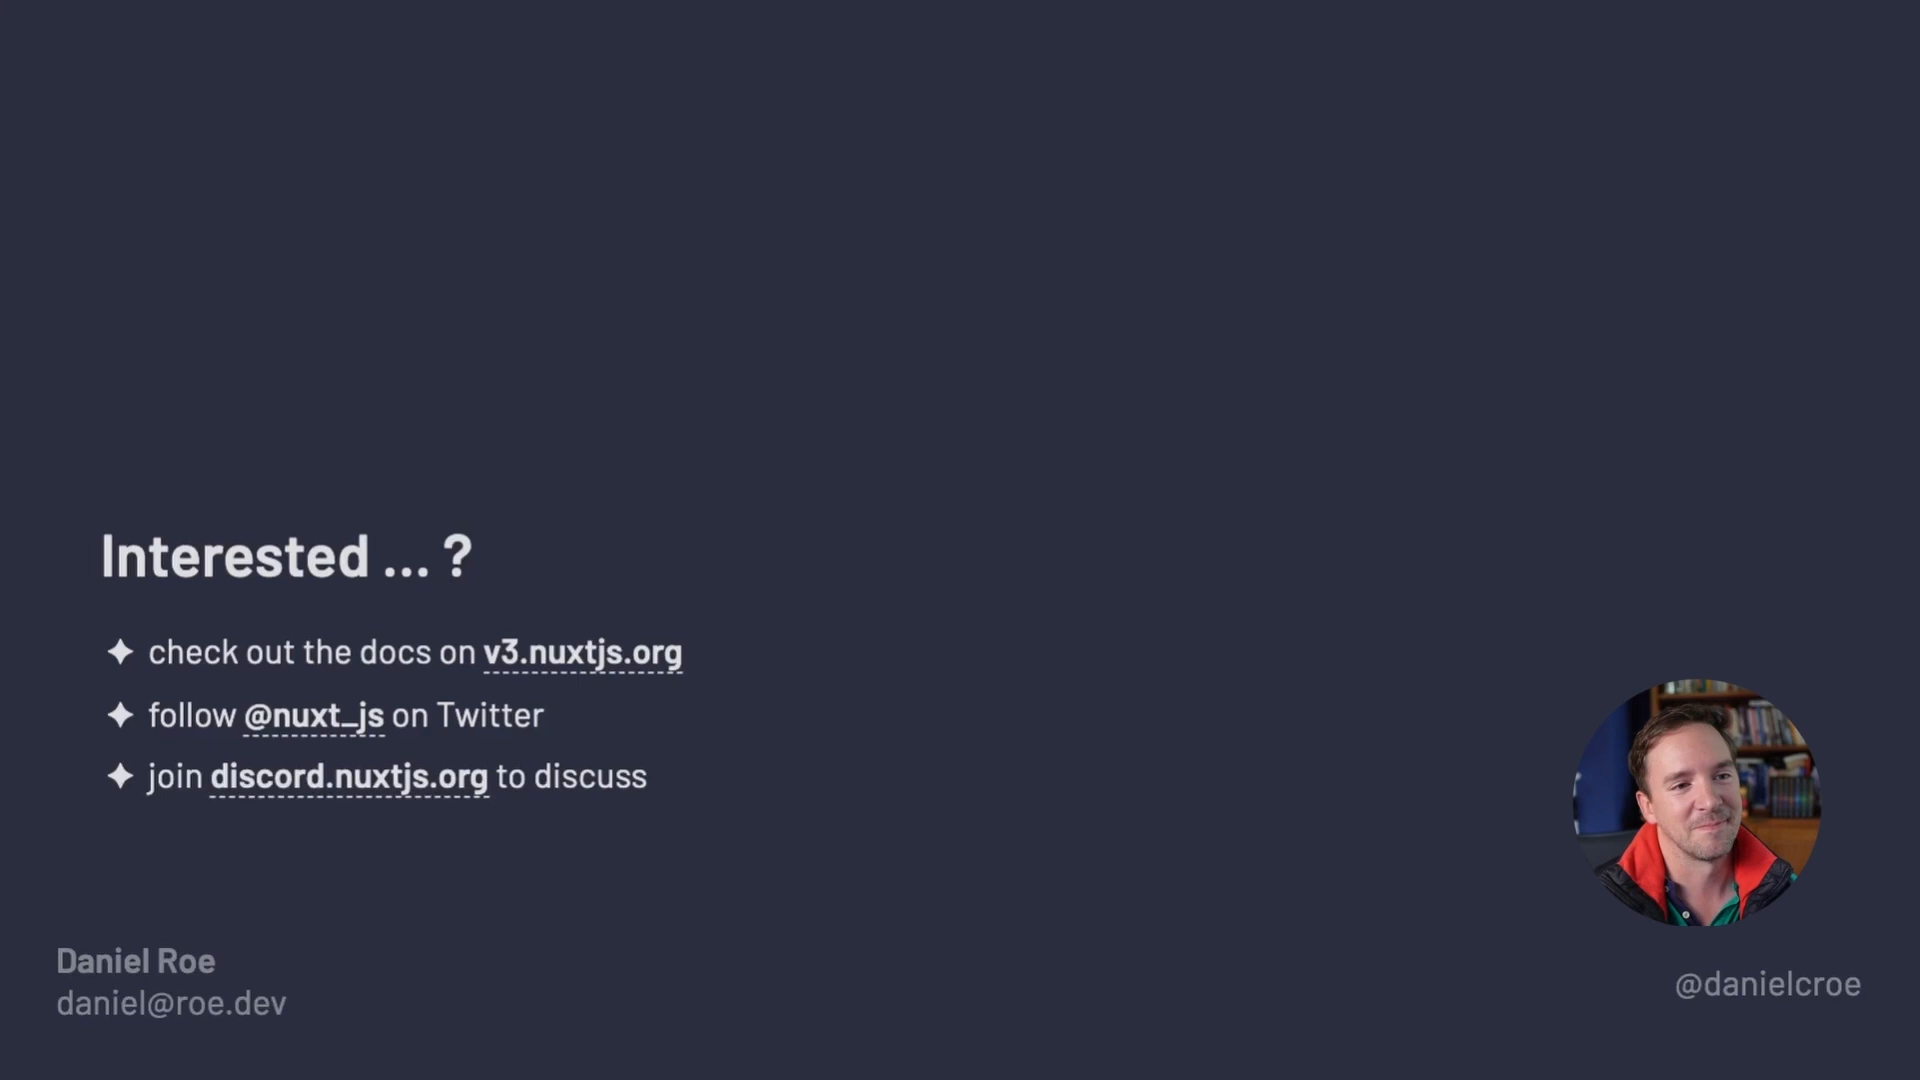 Interested ... ?
✦ check out the docs on v3.nuxtjs.org
✦ follow @nuxt_js on Twitter
✦ join discord.nuxtjs.org to discuss
Daniel Roe
daniel@roe.dev
@danielcroe